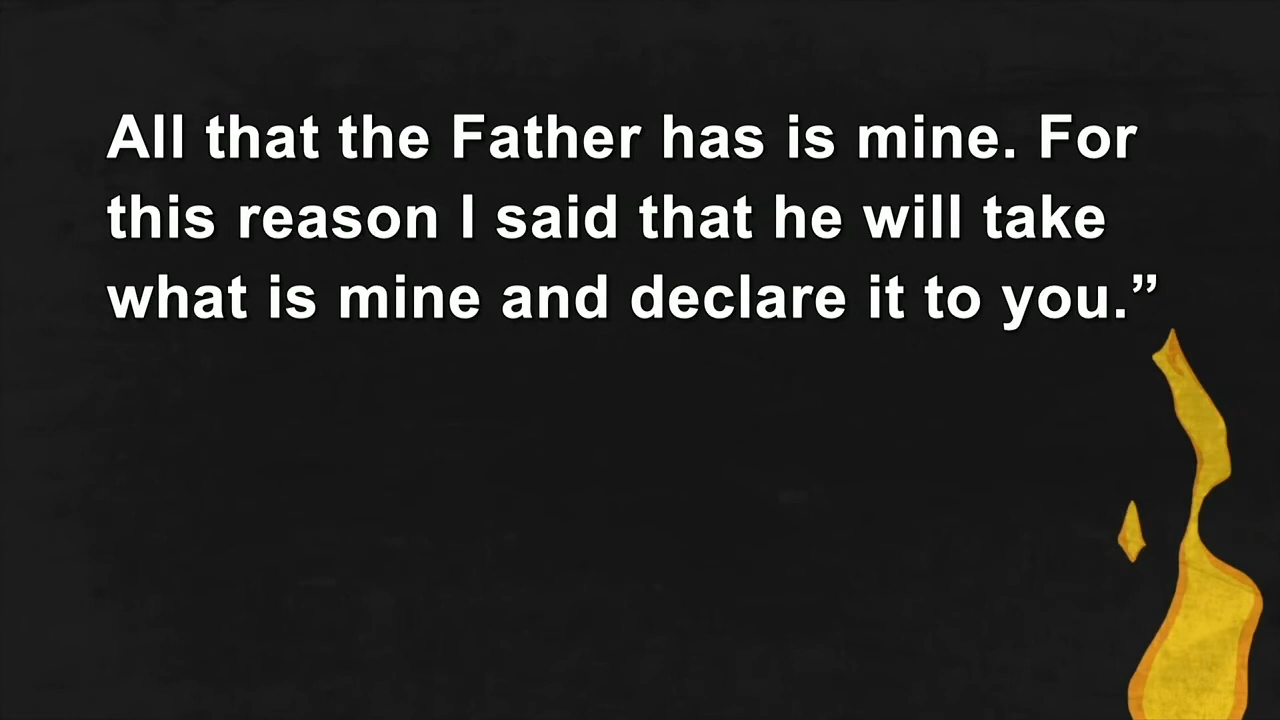 All that the Father has is mine. For
this reason I said that he will take
what is mine and declare it to you.”